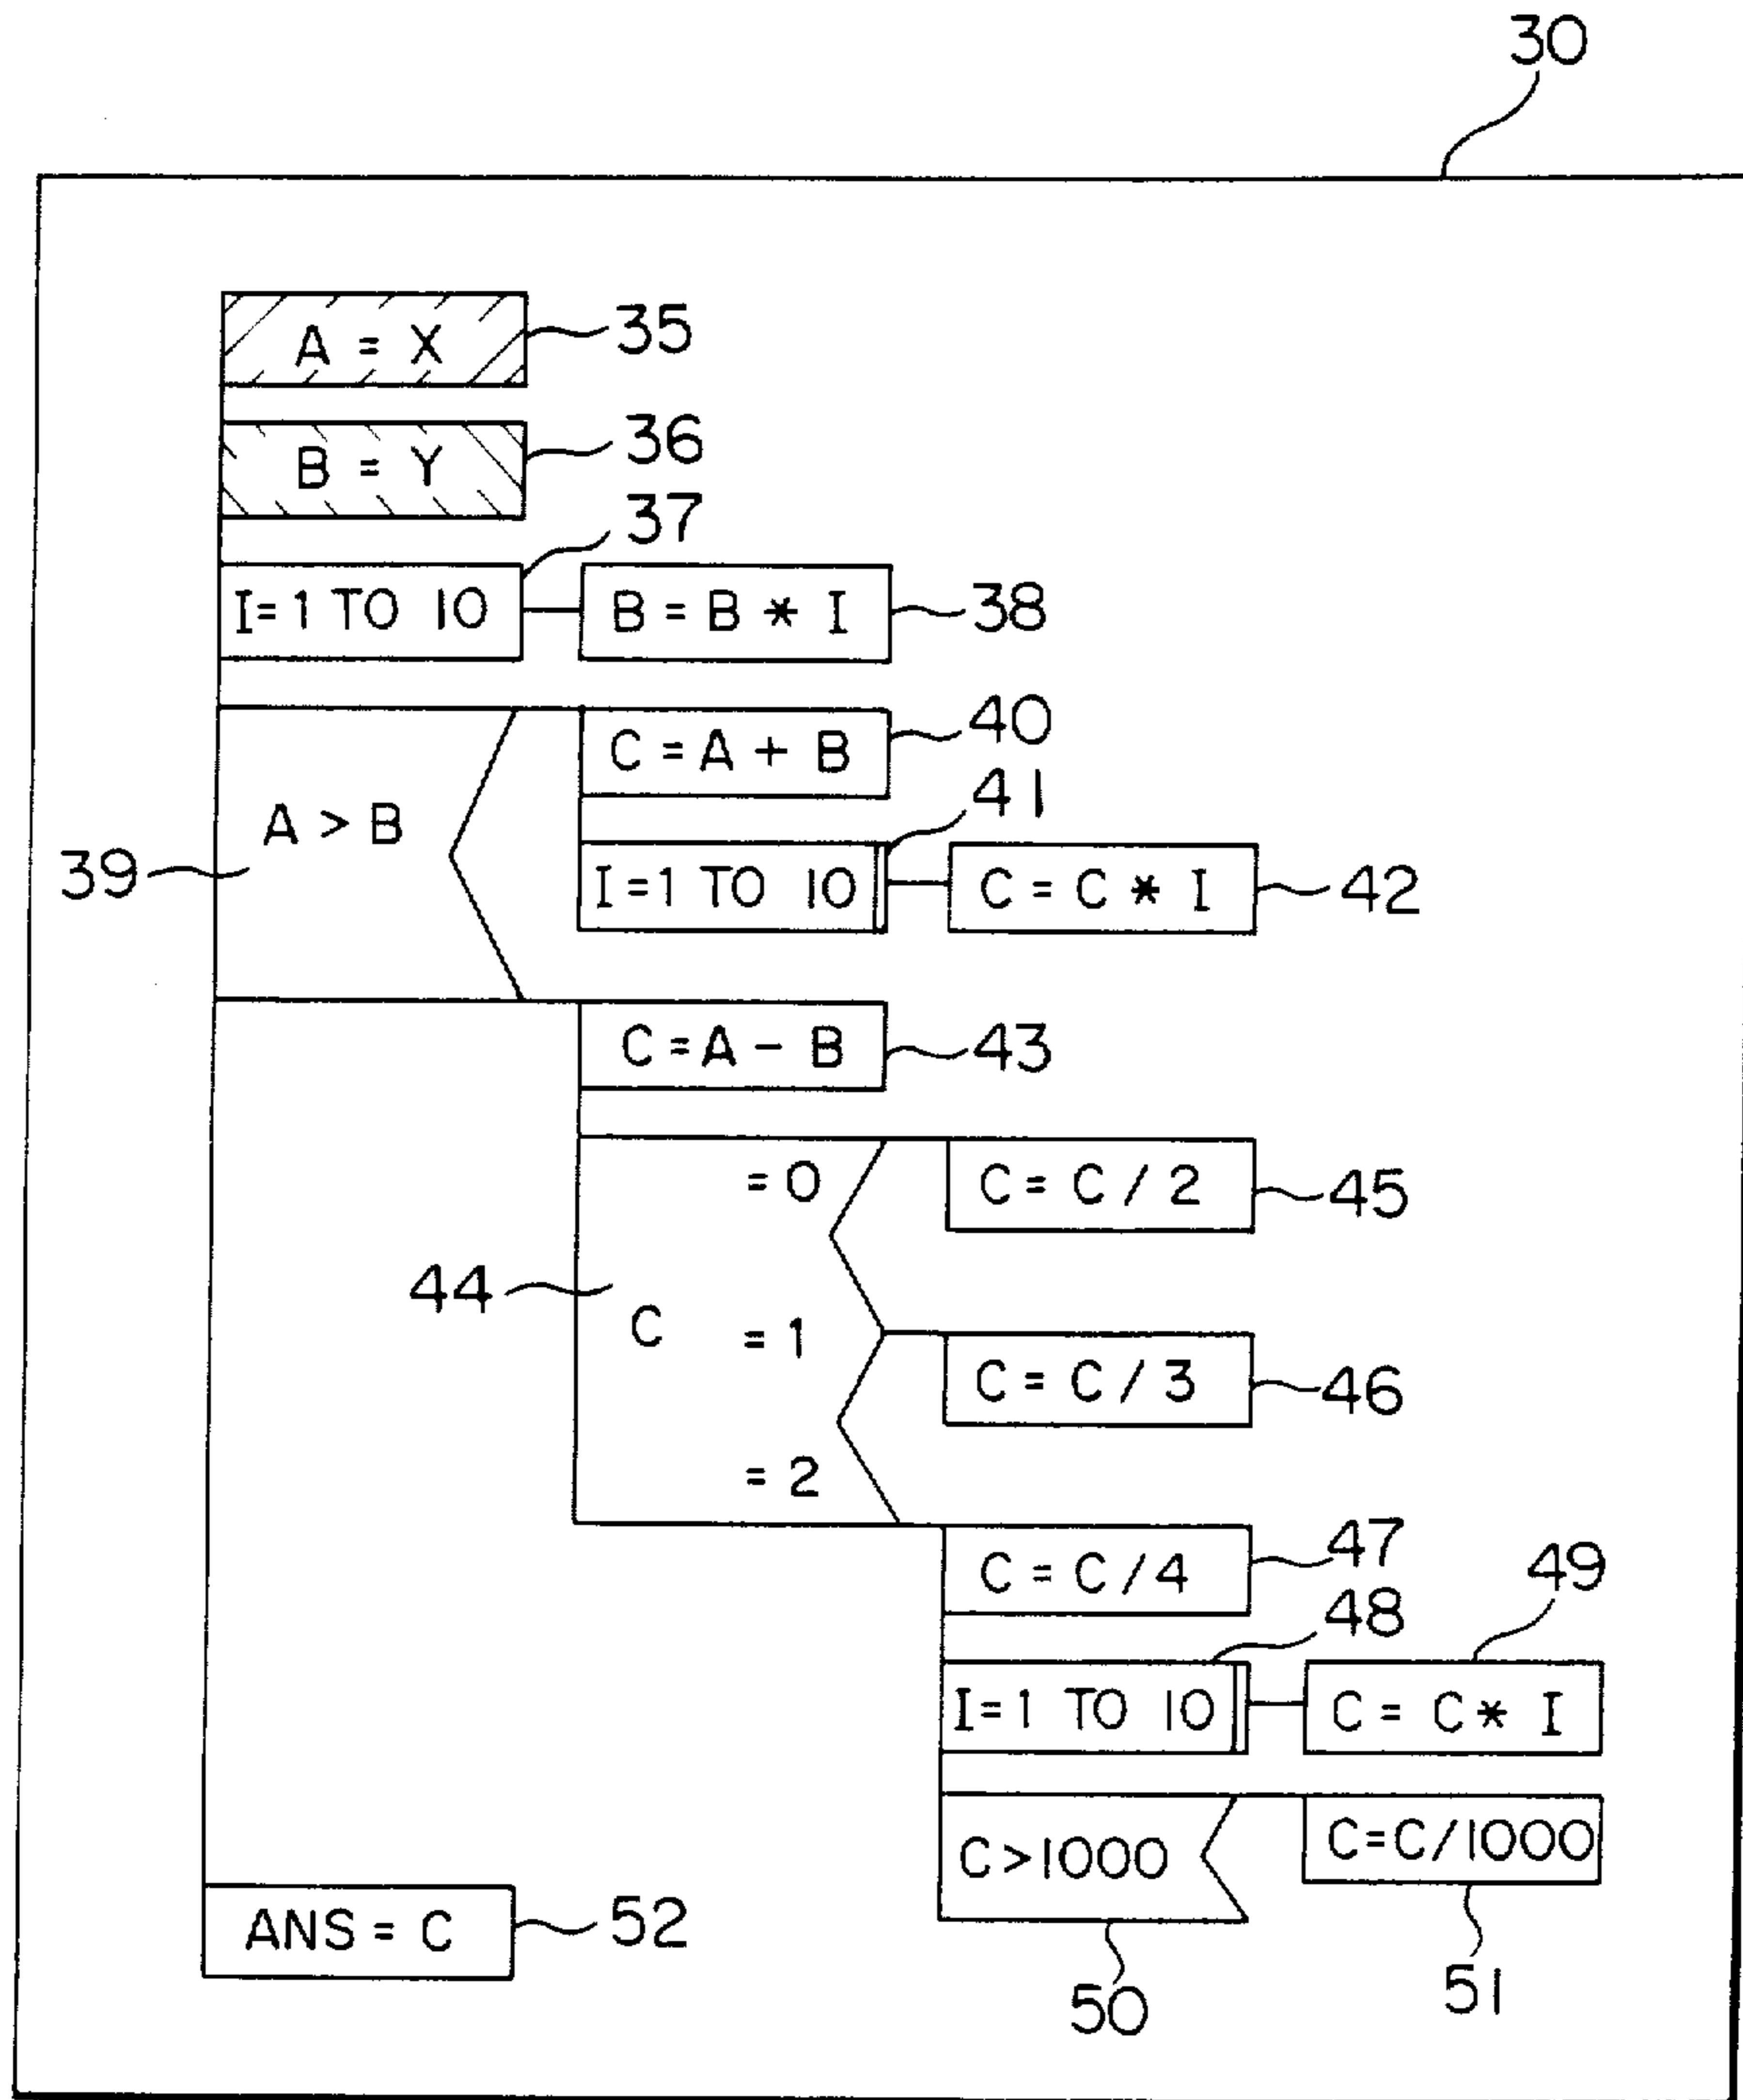 30
A = X
35
B = Y
36
37
I=1 TO 10
B = B * I
38
C = A + B
40
A > B
39
41
I=1 TO 10
C = C * I
42
C = A - B
43
= 0
C = C / 2
45
44
C = 1
C = C / 3
46
= 2
C = C / 4
47
48
49
I=1 TO 10
C = C * I
C > 1000
C=C/1000
ANS = C
52
50
51